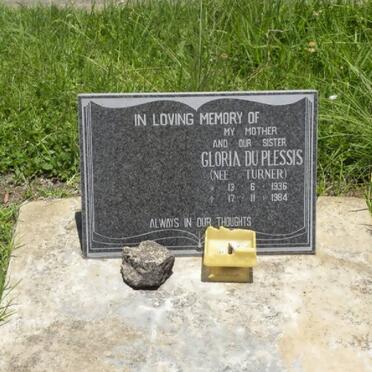 IN LOVING MEMORY OF
MY MOTHER
AND OUR SISTER
GLORIA DU PLESSIS
(NEE TURNER)
* 13 6 1936
+ 17 11 1984
ALWAYS IN OUR THOUGHTS